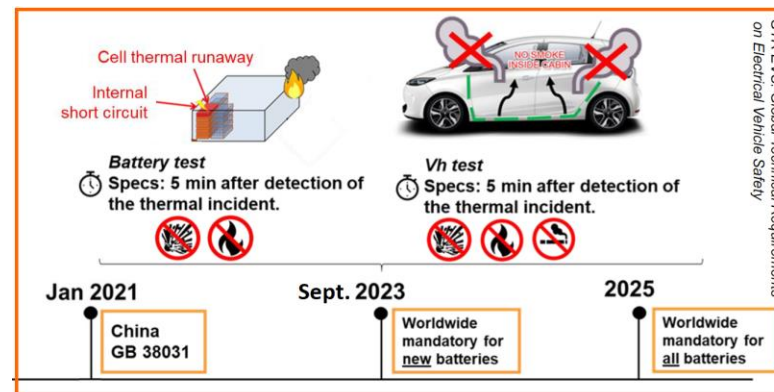 Cell thermal runaway
Internal
short circuit
NO SMOKE
INSIDE CABIN
on Electrical Vehicle Safety
Battery test
Specs: 5 min after detection of
the thermal incident.
Vh test
Specs: 5 min after detection of
the thermal incident.
Jan 2021
Sept. 2023
2025
China
GB 38031
Worldwide
mandatory for
new batteries
Worldwide
mandatory for
all batteries